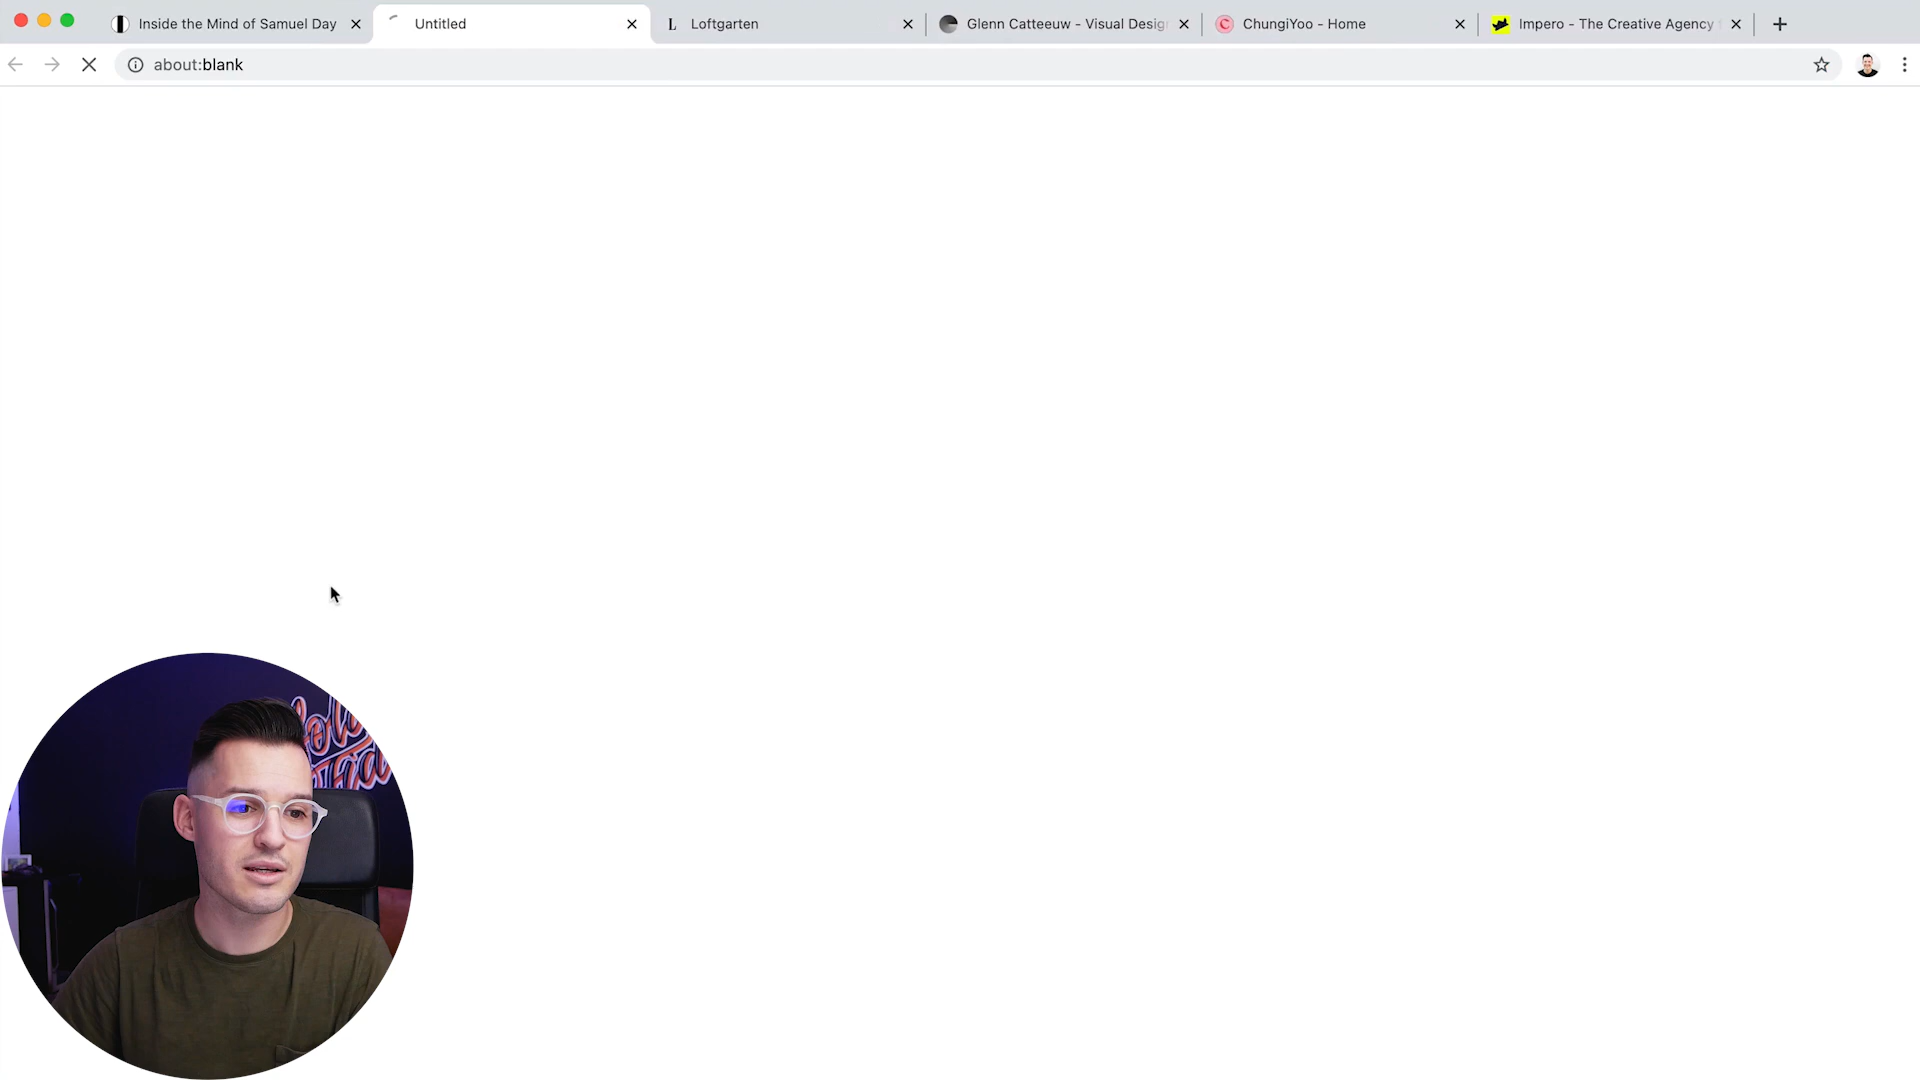 Inside the Mind of Samuel Day
Untitled
L Loftgarten
Glenn Catteeuw - Visual Desig
C ChungiYoo - Home
Impero - The Creative Agency
about:blank